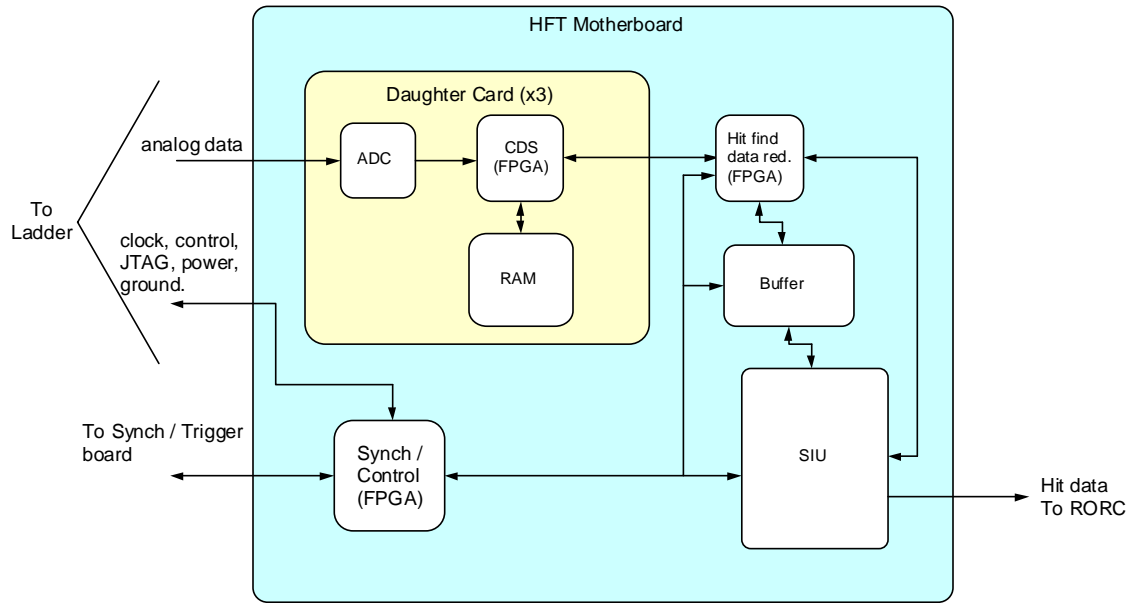 HFT Motherboard
Daughter Card (x3)
analog data
ADC
CDS
(FPGA)
Hit find
data red.
(FPGA)
To
Ladder
clock, control,
JTAG, power,
ground.
RAM
Buffer
To Synch / Trigger
board
Synch /
Control
(FPGA)
SIU
Hit data
To RORC